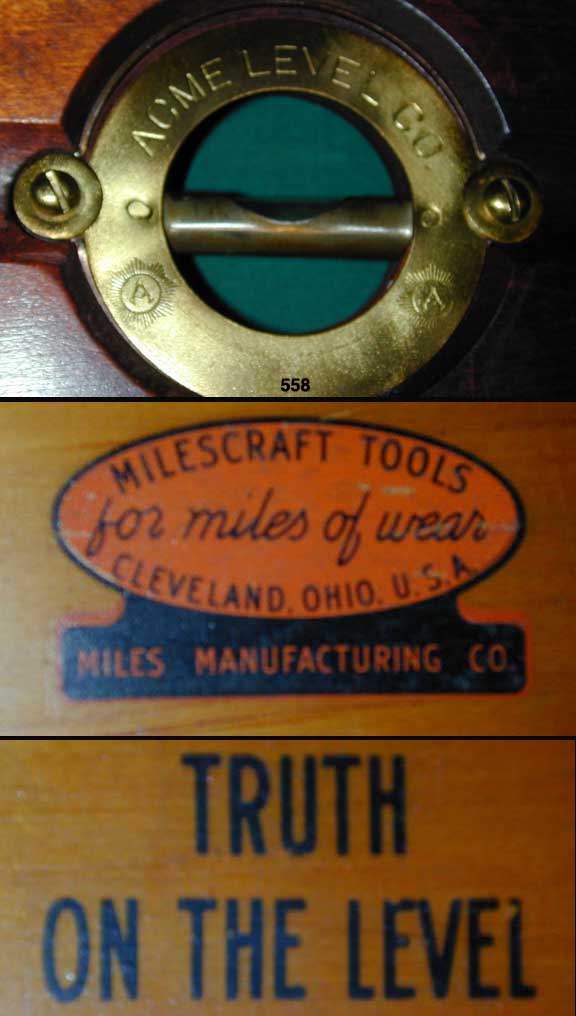 ACME LEVEL CO.
A A
558
MILESCRAFT TOOLS
for miles of wear
CLEVELAND, OHIO, U.S.A.
MILES MANUFACTURING CO.
TRUTH
ON THE LEVEL